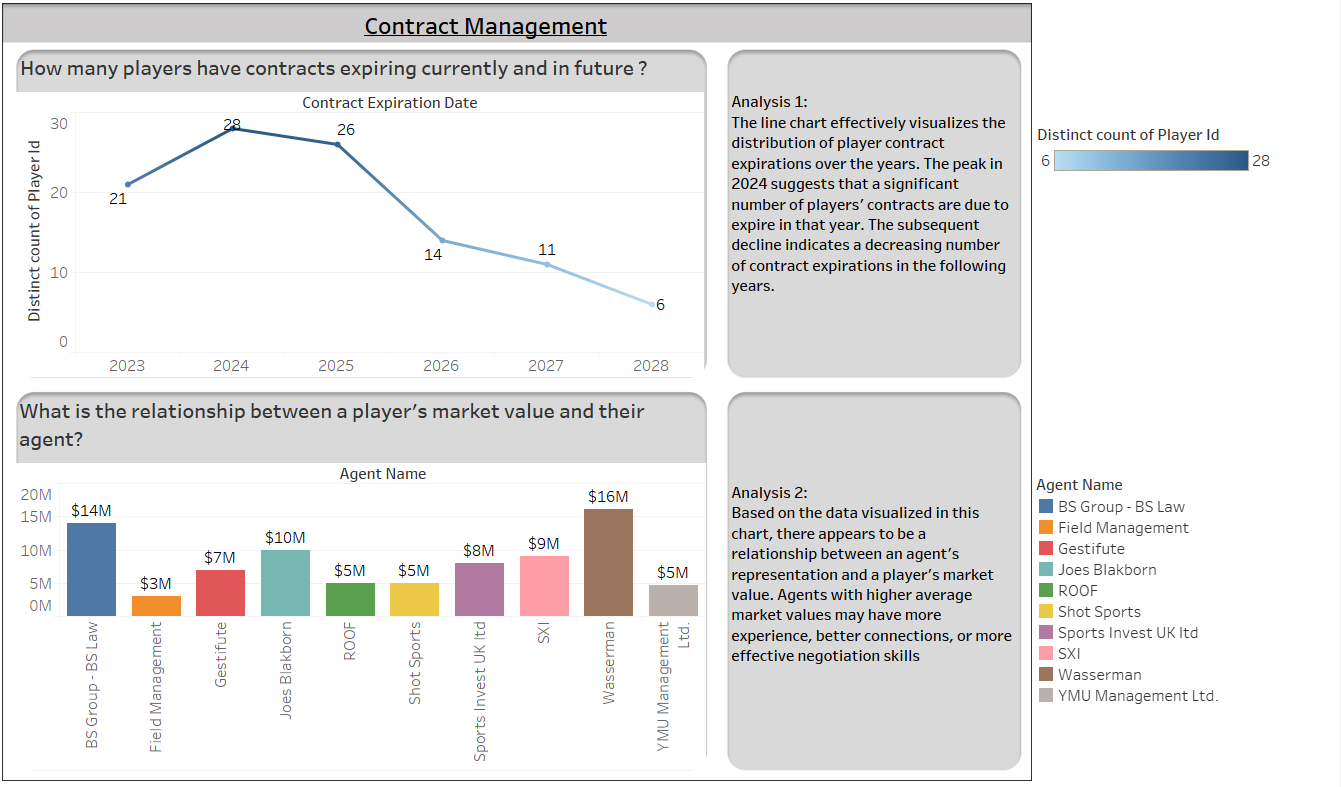 Contract Management
How many players have contracts expiring currently and in future ?
Contract Expiration Date
Distinct count of Player Id
30
20
10
0
21
28
26
14
11
6
2023
2024
2025
2026
2027
2028
Analysis 1:
The line chart effectively visualizes the
distribution of player contract
expirations over the years. The peak in
2024 suggests that a significant
number of players’ contracts are due to
expire in that year. The subsequent
decline indicates a decreasing number
of contract expirations in the following
years.
Distinct count of Player Id
6
28
What is the relationship between a player’s market value and their
agent?
Agent Name
20M
15M
10M
5M
0M
$14M
$3M
$7M
$10M
$5M
$5M
$8M
$9M
$16M
$5M
BS Group - BS Law
Field Management
Gestifute
Joes Blakborn
ROOF
Shot Sports
Sports Invest UK ltd
SXI
Wasserman
YMU Management
Ltd.
Analysis 2:
Based on the data visualized in this
chart, there appears to be a
relationship between an agent’s
representation and a player’s market
value. Agents with higher average
market values may have more
experience, better connections, or more
effective negotiation skills
Agent Name
BS Group - BS Law
Field Management
Gestifute
Joes Blakborn
ROOF
Shot Sports
Sports Invest UK ltd
SXI
Wasserman
YMU Management Ltd.